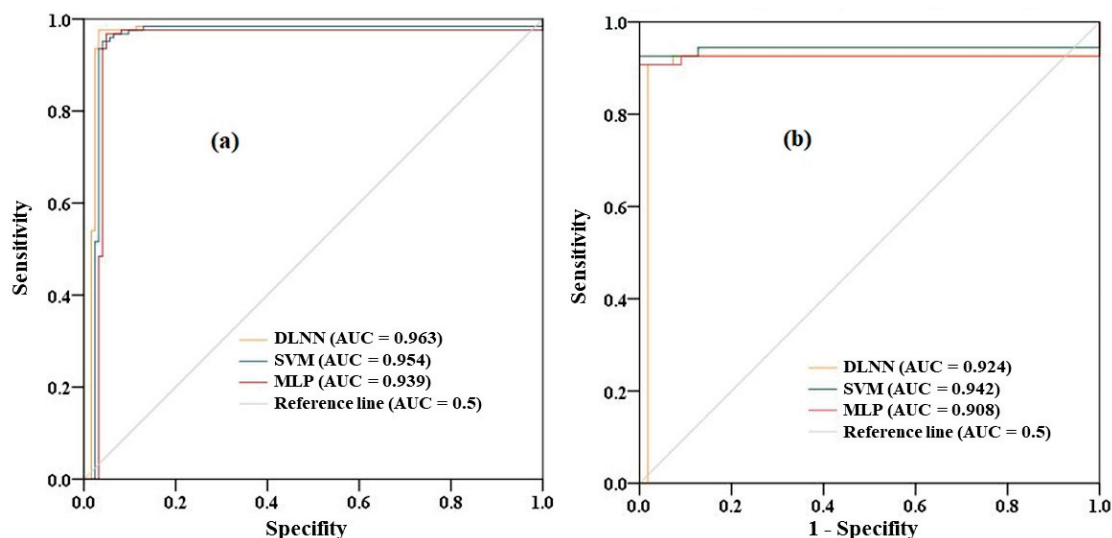 1.0
0.8
0.6
0.4
0.2
0.0
Sensitivity
(a)
DLNN (AUC = 0.963)
SVM (AUC = 0.954)
MLP (AUC = 0.939)
Reference line (AUC = 0.5)
0.0 0.2 0.4 0.6 0.8 1.0
Specifity
1.0
0.8
0.6
0.4
0.2
0.0
Sensitivity
(b)
DLNN (AUC = 0.924)
SVM (AUC = 0.942)
MLP (AUC = 0.908)
Reference line (AUC = 0.5)
0.0 0.2 0.4 0.6 0.8 1.0
1 - Specifity